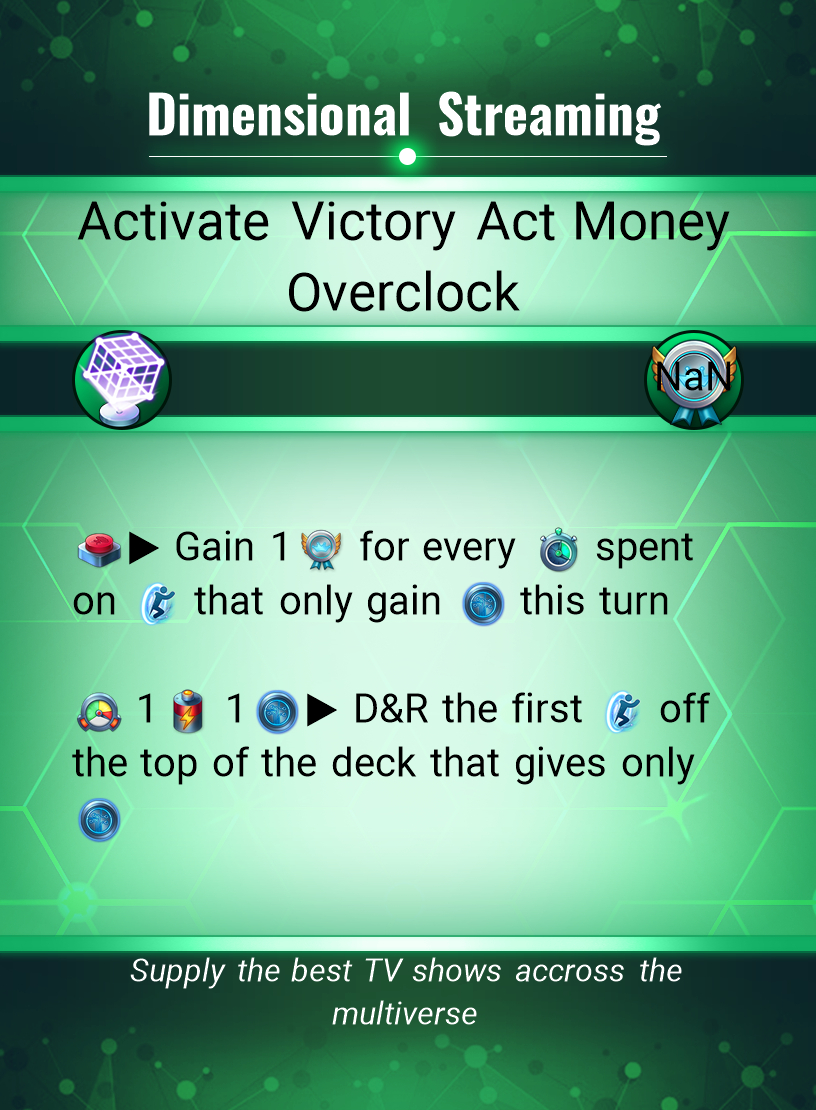 Dimensional Streaming
Activate Victory Act Money
Overclock
NaN
▶ Gain 1 for every spent
on that only gain this turn
1 1 ▶ D&R the first off
the top of the deck that gives only
Supply the best TV shows accross the
multiverse